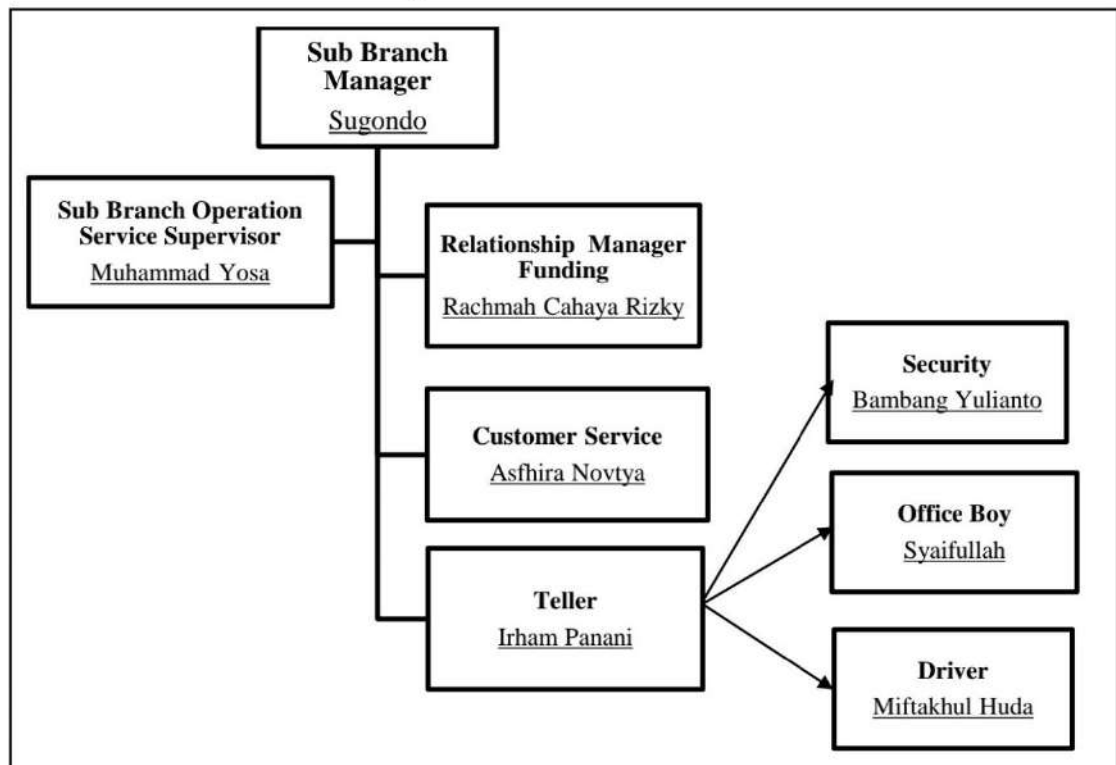 Sub Branch
Manager
Sugondo
Sub Branch Operation
Service Supervisor
Muhammad Yosa
Relationship Manager
Funding
Rachmah Cahaya Rizky
Customer Service
Asfhira Novtya
Teller
Irham Panani
Security
Bambang Yulianto
Office Boy
Syaifullah
Driver
Miftakhul Huda